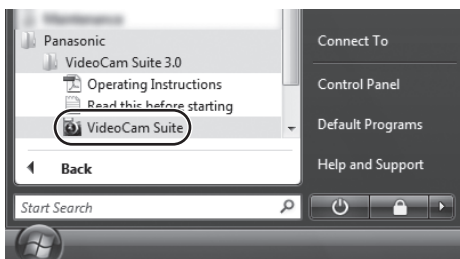 Maintenance
Panasonic
VideoCam Suite 3.0
Operating Instructions
Read this before starting
VideoCam Suite
Back
Start Search
Connect To
Control Panel
Default Programs
Help and Support